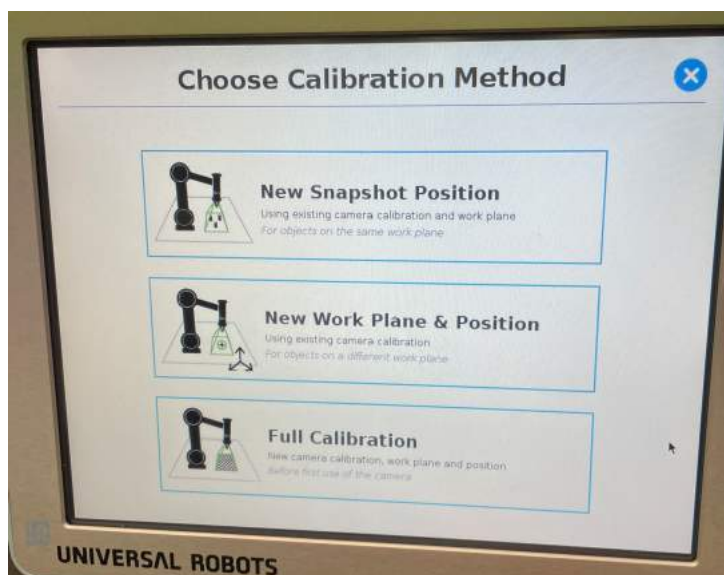 Choose Calibration Method
New Snapshot Position
Using existing camera calibration and work plane
For objects on the same work plane
New Work Plane & Position
Using existing camera calibration
For objects on a different work plane
Full Calibration
New camera calibration, work plane and position
Before first use of the camera
UNIVERSAL ROBOTS